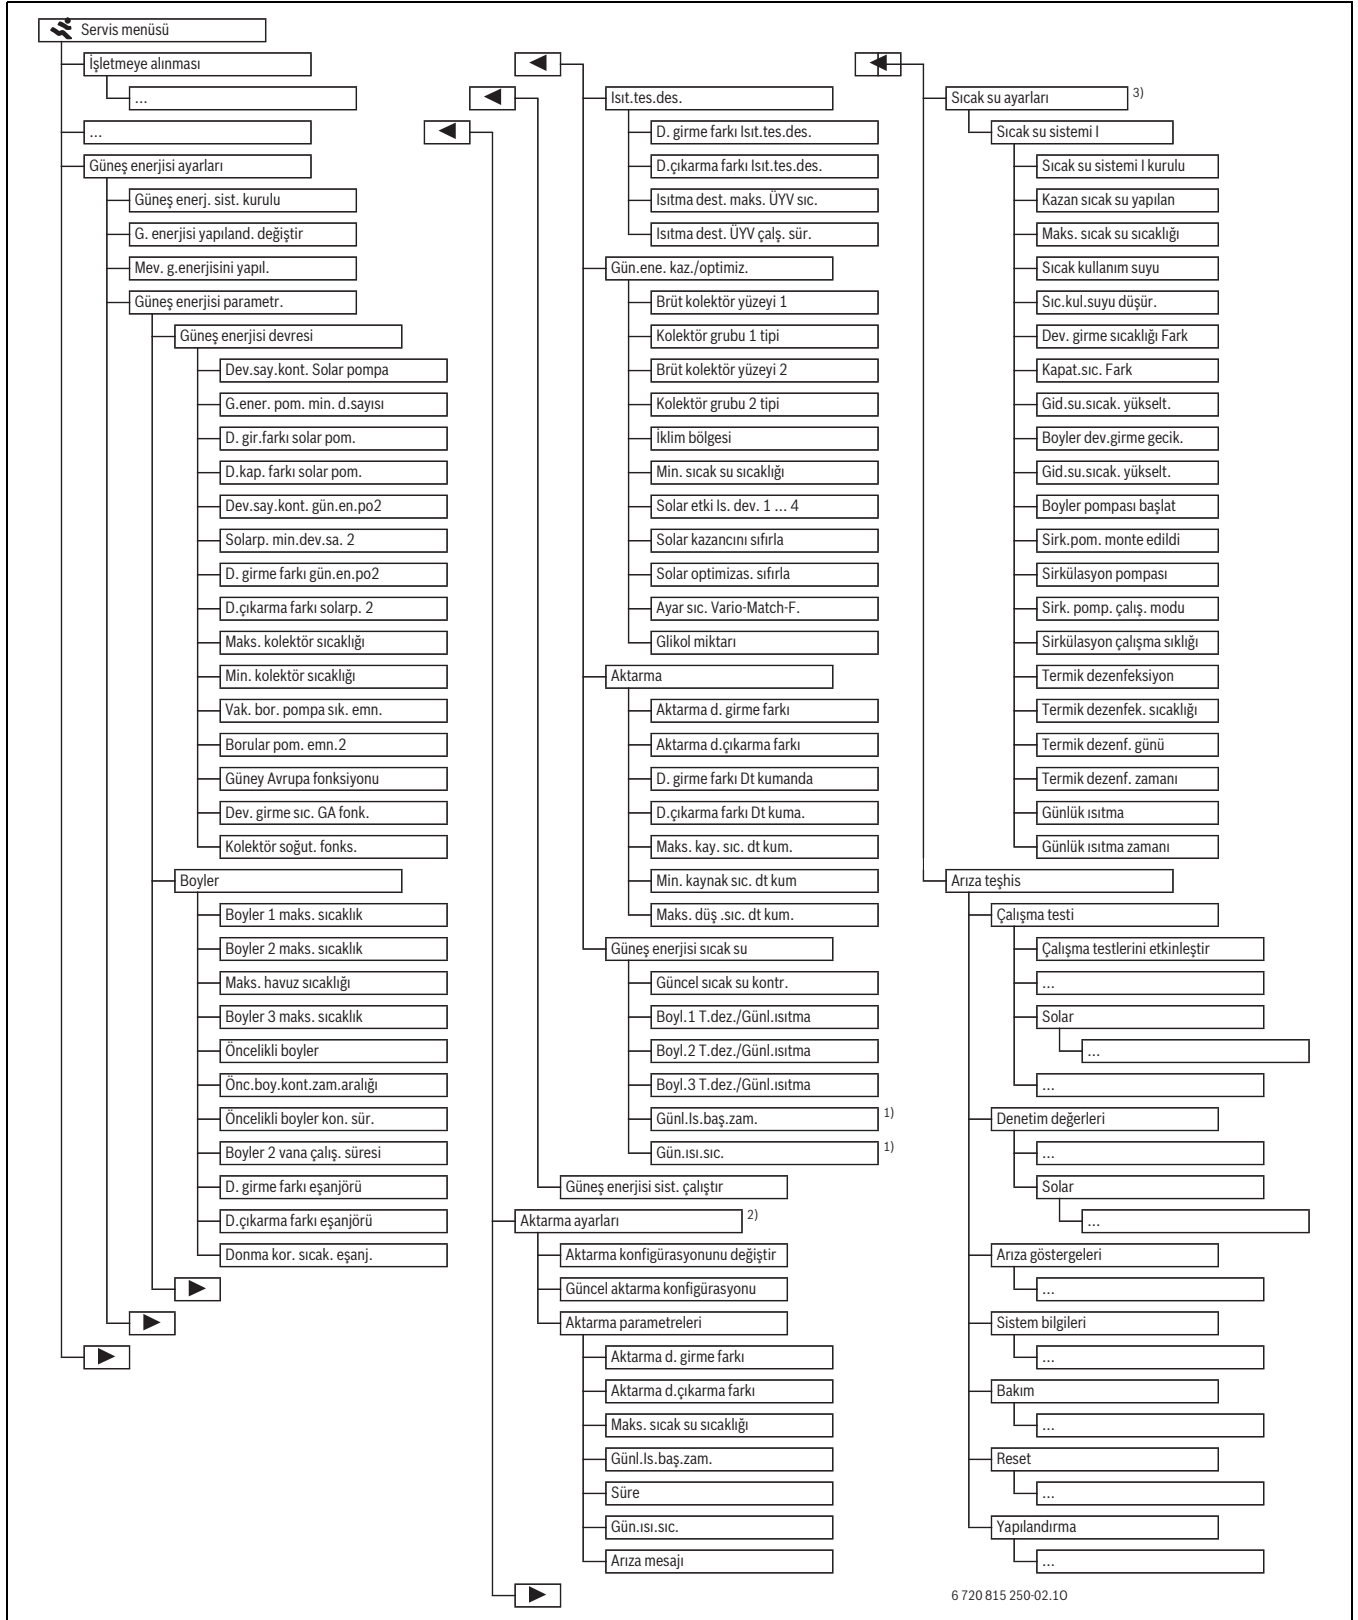 Servis menüsü
İşletmeye alınması
...
...
Güneş enerjisi ayarları
Güneş enerj. sist. kurulu
G. enerjisi yapıland. değiştir
Mev. g.enerjisini yapıl.
Güneş enerjisi parametr.
Güneş enerjisi devresi
Dev.say.kont. Solar pompa
G.ener. pom. min. d.sayısı
D. gir.farkı solar pom.
D.kap. farkı solar pom.
Dev.say.kont. gün.en.po2
Solarp. min.dev.sa. 2
D. girme farkı gün.en.po2
D.çıkarma farkı solarp. 2
Maks. kolektör sıcaklığı
Min. kolektör sıcaklığı
Vak. bor. pompa sık. emn.
Borular pom. emn.2
Güney Avrupa fonksiyonu
Dev. girme sıc. GA fonk.
Kolektör soğut. fonks.
Boyler
Boyler 1 maks. sıcaklık
Boyler 2 maks. sıcaklık
Maks. havuz sıcaklığı
Boyler 3 maks. sıcaklık
Öncelikli boyler
Önc.boy.kont.zam.aralığı
Öncelikli boyler kon. sür.
Boyler 2 vana çalış. süresi
D. girme farkı eşanjörü
D.çıkarma farkı eşanjörü
Donma kor. sıcak. eşanj.
Isıt.tes.des.
D. girme farkı Isıt.tes.des.
D.çıkarma farkı Isıt.tes.des.
Isıtma dest. maks. ÜYV sıc.
Isıtma dest. ÜYV çalş. sür.
Gün.ene. kaz./optimiz.
Brüt kolektör yüzeyi 1
Kolektör grubu 1 tipi
Brüt kolektör yüzeyi 2
Kolektör grubu 2 tipi
İklim bölgesi
Min. sıcak su sıcaklığı
Solar etki Is. dev. 1 ... 4
Solar kazancını sıfırla
Solar optimizas. sıfırla
Ayar sıc. Vario-Match-F.
Glikol miktarı
Aktarma
Aktarma d. girme farkı
Aktarma d.çıkarma farkı
D. girme farkı Dt kumanda
D.çıkarma farkı Dt kuma.
Maks. kay. sıc. dt kum.
Min. kaynak sıc. dt kum
Maks. düş .sıc. dt kum.
Güneş enerjisi sıcak su
Güncel sıcak su kontr.
Boyl.1 T.dez./Günl.ısıtma
Boyl.2 T.dez./Günl.ısıtma
Boyl.3 T.dez./Günl.ısıtma
Günl.Is.baş.zam. 1)
Gün.ısı.sıc. 1)
Güneş enerjisi sist. çalıştır
Aktarma ayarları 2)
Aktarma konfigürasyonunu değiştir
Güncel aktarma konfigürasyonu
Aktarma parametreleri
Aktarma d. girme farkı
Aktarma d.çıkarma farkı
Maks. sıcak su sıcaklığı
Günl.Is.baş.zam.
Süre
Gün.ısı.sıc.
Arıza mesajı
Sıcak su ayarları 3)
Sıcak su sistemi I
Sıcak su sistemi I kurulu
Kazan sıcak su yapılan
Maks. sıcak su sıcaklığı
Sıcak kullanım suyu
Sıc.kul.suyu düşür.
Dev. girme sıcaklığı Fark
Kapat.sıc. Fark
Gid.su.sıcak. yükselt.
Boyler dev.girme gecik.
Gid.su.sıcak. yükselt.
Boyler pompası başlat
Sirk.pom. monte edildi
Sirkülasyon pompası
Sirk. pomp. çalış. modu
Sirkülasyon çalışma sıklığı
Termik dezenfeksiyon
Termik dezenfek. sıcaklığı
Termik dezenf. günü
Termik dezenf. zamanı
Günlük ısıtma
Günlük ısıtma zamanı
Arıza teşhis
Çalışma testi
Çalışma testlerini etkinleştir
...
Solar
...
...
Denetim değerleri
...
Solar
...
Arıza göstergeleri
...
Sistem bilgileri
...
Bakım
...
Reset
...
Yapılandırma
...
6 720 815 250-02.1O